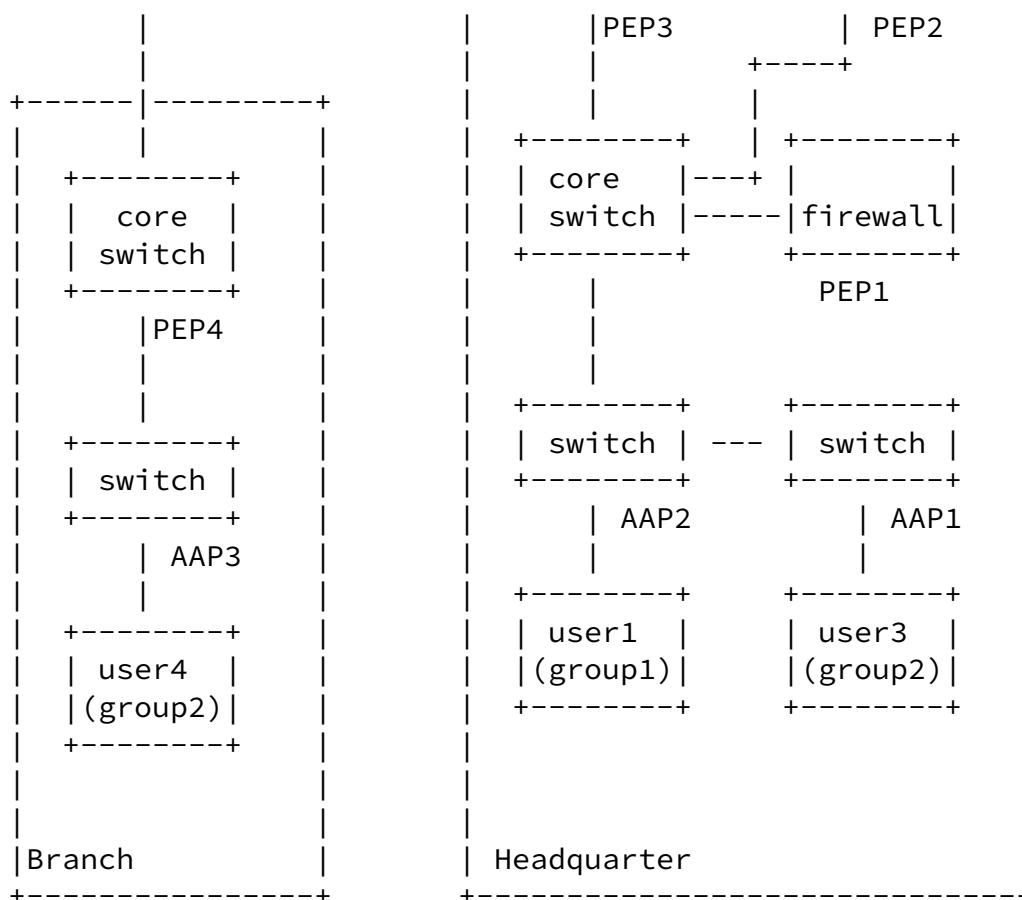 PEP3 PEP2
core
core switch firewall
switch
PEP1
PEP4
switch switch
switch
AAP2 AAP1
AAP3
user1 user3
user4 (group1) (group2)
(group2)
Branch Headquarter